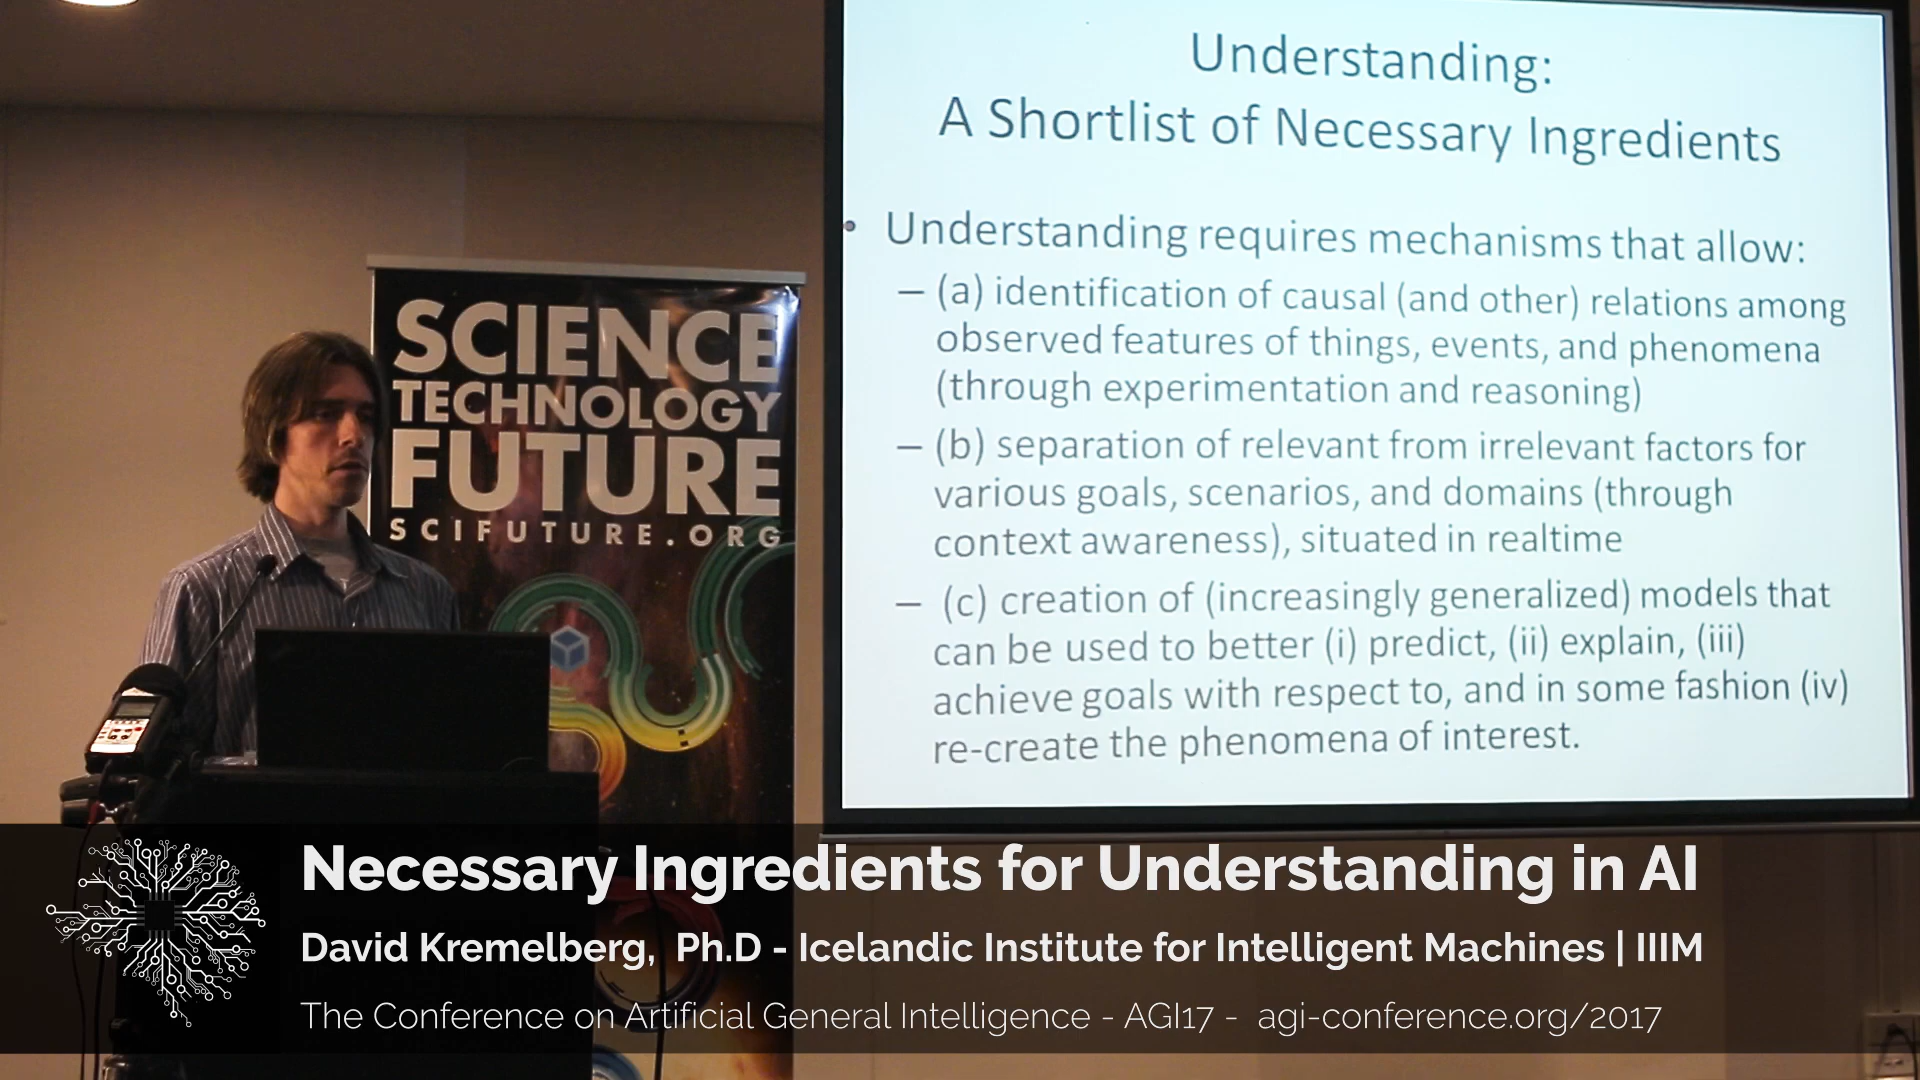 Understanding:
A Shortlist of Necessary Ingredients
• Understanding requires mechanisms that allow:
– (a) identification of causal (and other) relations among
observed features of things, events, and phenomena
(through experimentation and reasoning)
– (b) separation of relevant from irrelevant factors for
various goals, scenarios, and domains (through
context awareness), situated in realtime
– (c) creation of (increasingly generalized) models that
can be used to better (i) predict, (ii) explain, (iii)
achieve goals with respect to, and in some fashion (iv)
re-create the phenomena of interest.
SCIENCE
TECHNOLOGY
FUTURE
SCIFUTURE.ORG
Necessary Ingredients for Understanding in AI
David Kremelberg, Ph.D - Icelandic Institute for Intelligent Machines | IIIM
The Conference on Artificial General Intelligence - AGI17 - agi-conference.org/2017